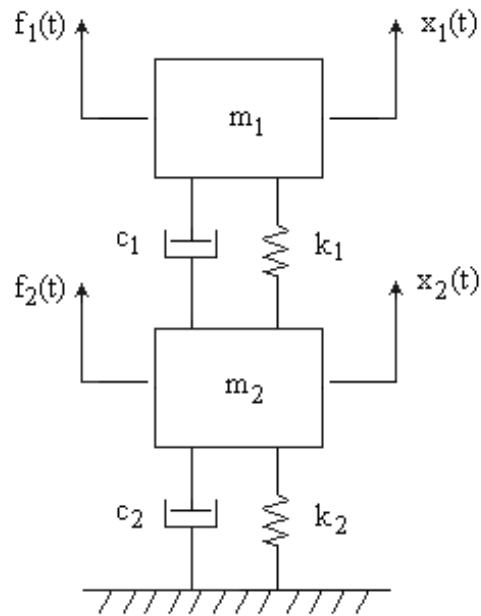 f₁(t)
x₁(t)
m₁
c₁
k₁
f₂(t)
x₂(t)
m₂
c₂
k₂